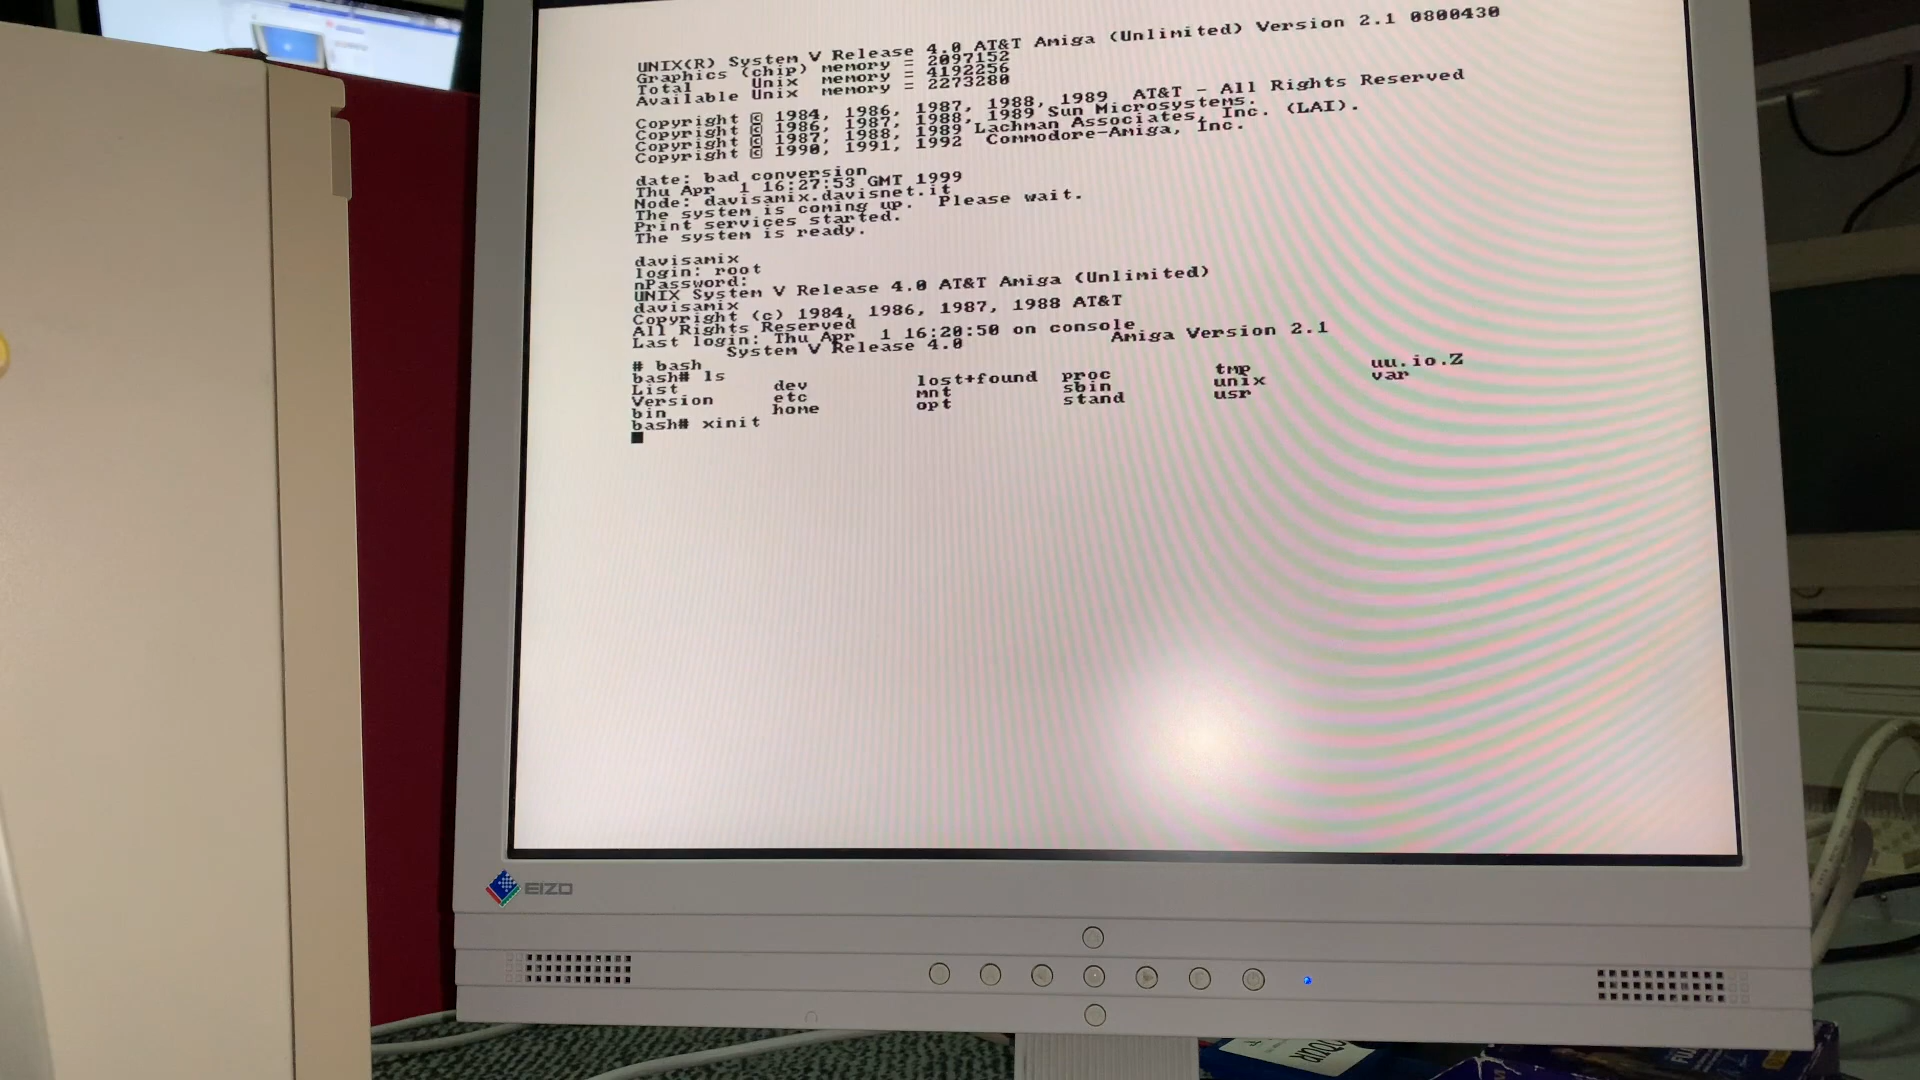 UNIX(R) System V Release 4.0 AT&T Amiga (Unlimited) Version 2.1 0800430
Graphics (chip) memory = 2097152
Total Unix memory = 4192256
Available Unix memory = 2273280
Copyright © 1984, 1986, 1987, 1988, 1989 AT&T - All Rights Reserved
Copyright © 1986, 1987, 1988, 1989 Sun Microsystems.
Copyright © 1987, 1988, 1989 Lachman Associates, Inc. (LAI).
Copyright © 1990, 1991, 1992 Commodore-Amiga, Inc.
date: bad conversion
Thu Apr 1 16:27:53 GMT 1999
Node: davisamix.davisnet.it
The system is coming up. Please wait.
Print services started.
The system is ready.
davisamix
login: root
nPassword:
UNIX System V Release 4.0 AT&T Amiga (Unlimited)
davisamix
Copyright (c) 1984, 1986, 1987, 1988 AT&T
All Rights Reserved
Last login: Thu Apr 1 16:20:50 on console
System V Release 4.0 Amiga Version 2.1
# bash
bash# ls
List dev lost+found proc tmp uu.io.Z
Version etc mnt sbin unix var
bin home opt stand usr
bash# xinit
EIZO